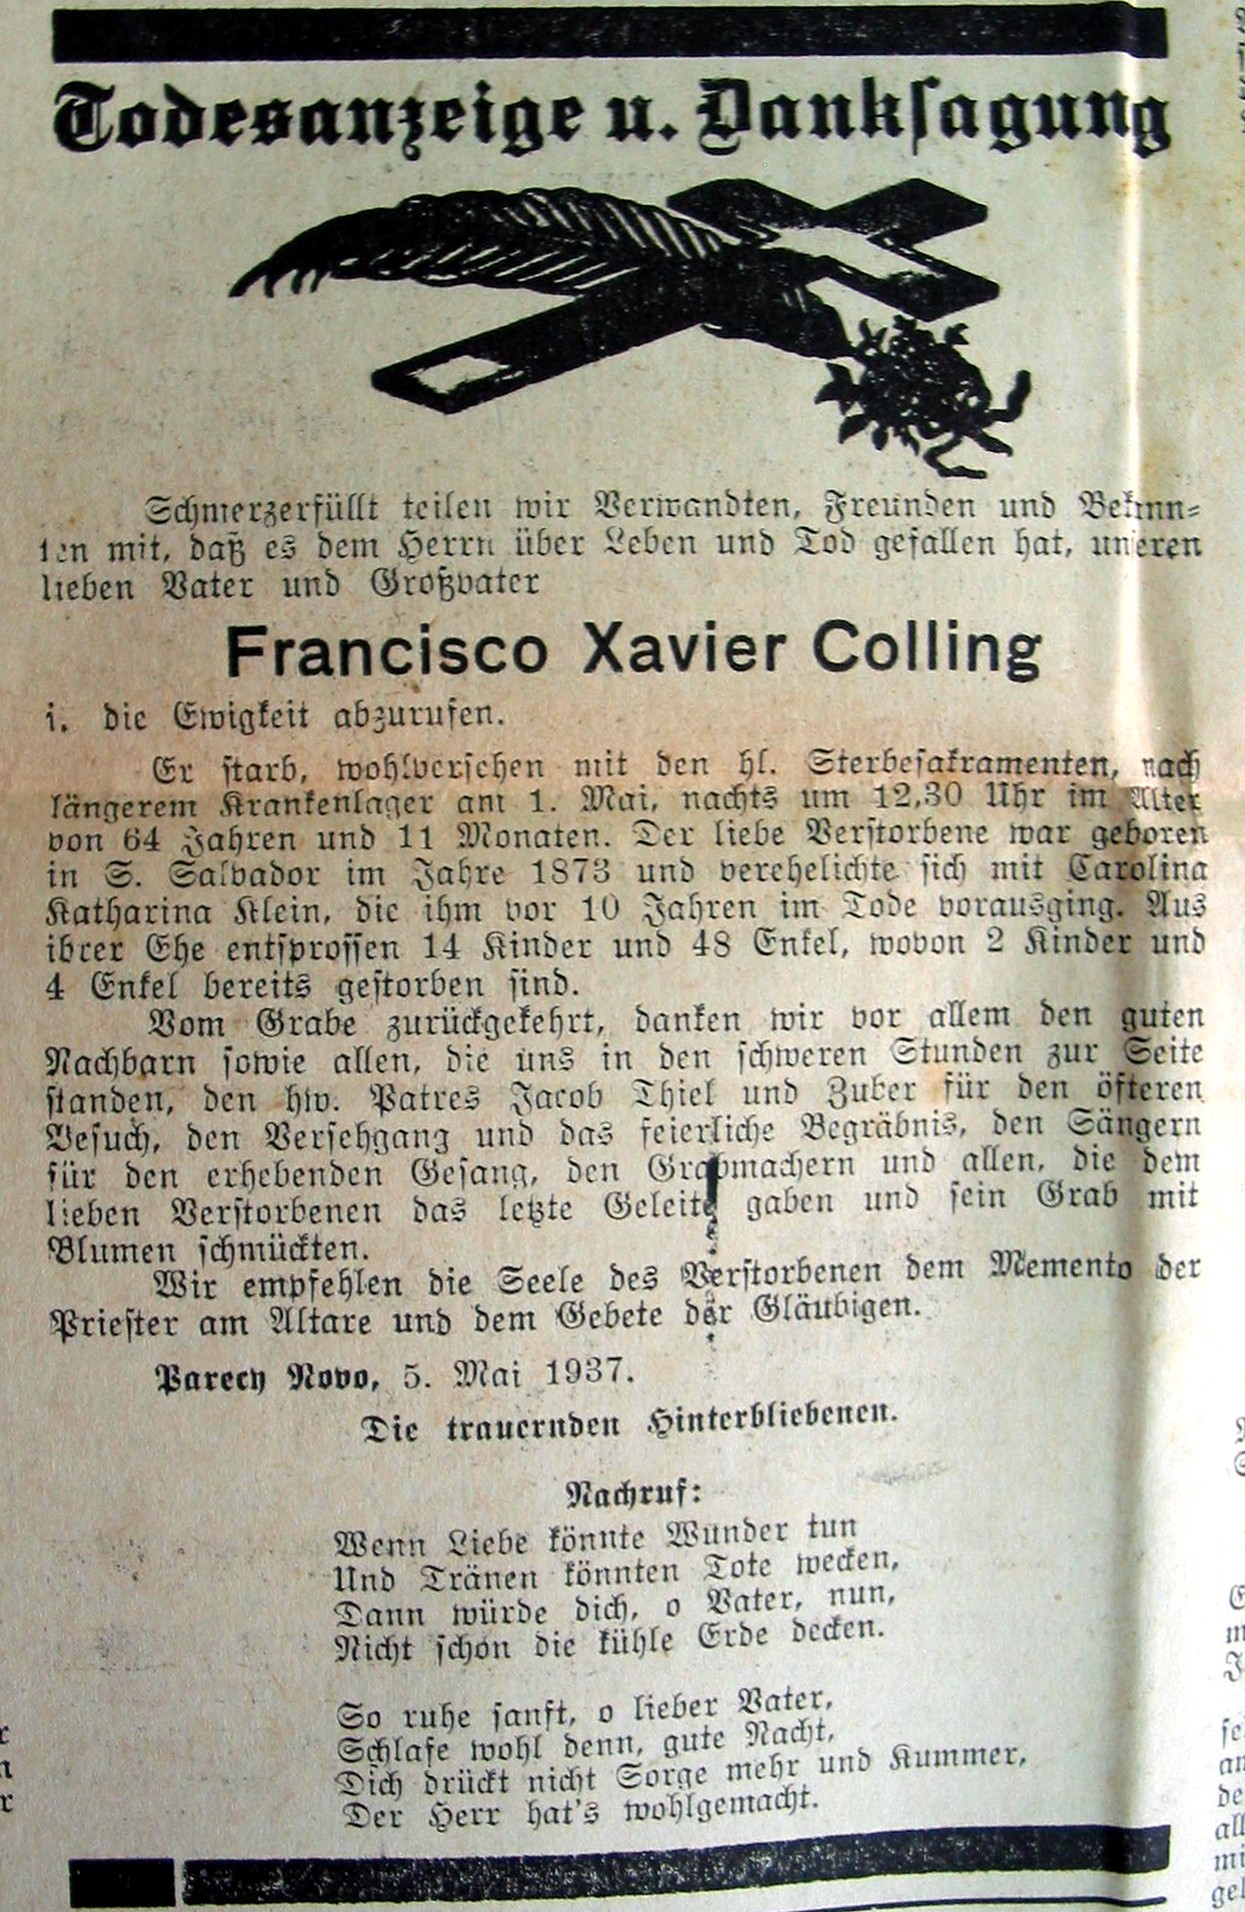 Todesanzeige u. Danksagung
Schmerzerfüllt teilen wir Verwandten, Freunden und Bekann-
ten mit, daß es dem Herrn über Leben und Tod gefallen hat, unseren
lieben Vater und Großvater
Francisco Xavier Colling
i. die Ewigkeit abzurufen.
Er starb, wohlversehen mit den hl. Sterbesakramenten, nach
längerem Krankenlager am 1. Mai, nachts um 12,30 Uhr im Alter
von 64 Jahren und 11 Monaten. Der liebe Verstorbene war geboren
in S. Salvador im Jahre 1873 und verehelichte sich mit Carolina
Katharina Klein, die ihm vor 10 Jahren im Tode vorausging. Aus
ihrer Ehe entsprossen 14 Kinder und 48 Enkel, wovon 2 Kinder und
4 Enkel bereits gestorben sind.
Vom Grabe zurückgekehrt, danken wir vor allem den guten
Nachbarn sowie allen, die uns in den schweren Stunden zur Seite
standen, den hw. Patres Jacob Thiel und Zuber für den öfteren
Besuch, den Versehgang und das feierliche Begräbnis, den Sängern
für den erhebenden Gesang, den Grabmachern und allen, die dem
lieben Verstorbenen das letzte Geleite gaben und sein Grab mit
Blumen schmückten.
Wir empfehlen die Seele des Verstorbenen dem Memento der
Priester am Altare und dem Gebete der Gläubigen.
Parecy Novo, 5. Mai 1937.
Die trauernden Hinterbliebenen.
Nachruf:
Wenn Liebe könnte Wunder tun
Und Tränen könnten Tote wecken,
Dann würde dich, o Vater, nun,
Nicht schon die kühle Erde decken.
So ruhe sanft, o lieber Vater,
Schlafe wohl denn, gute Nacht,
Dich drückt nicht Sorge mehr und Kummer,
Der Herr hat's wohlgemacht.